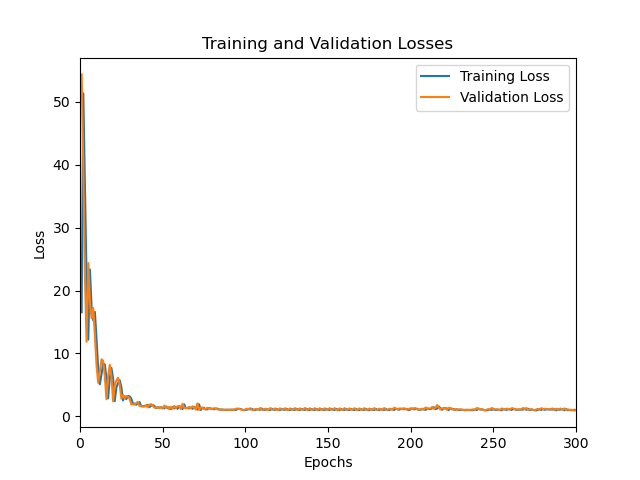 Training and Validation Losses
Training Loss
Validation Loss
Loss
50
40
30
20
10
0
0 50 100 150 200 250 300
Epochs